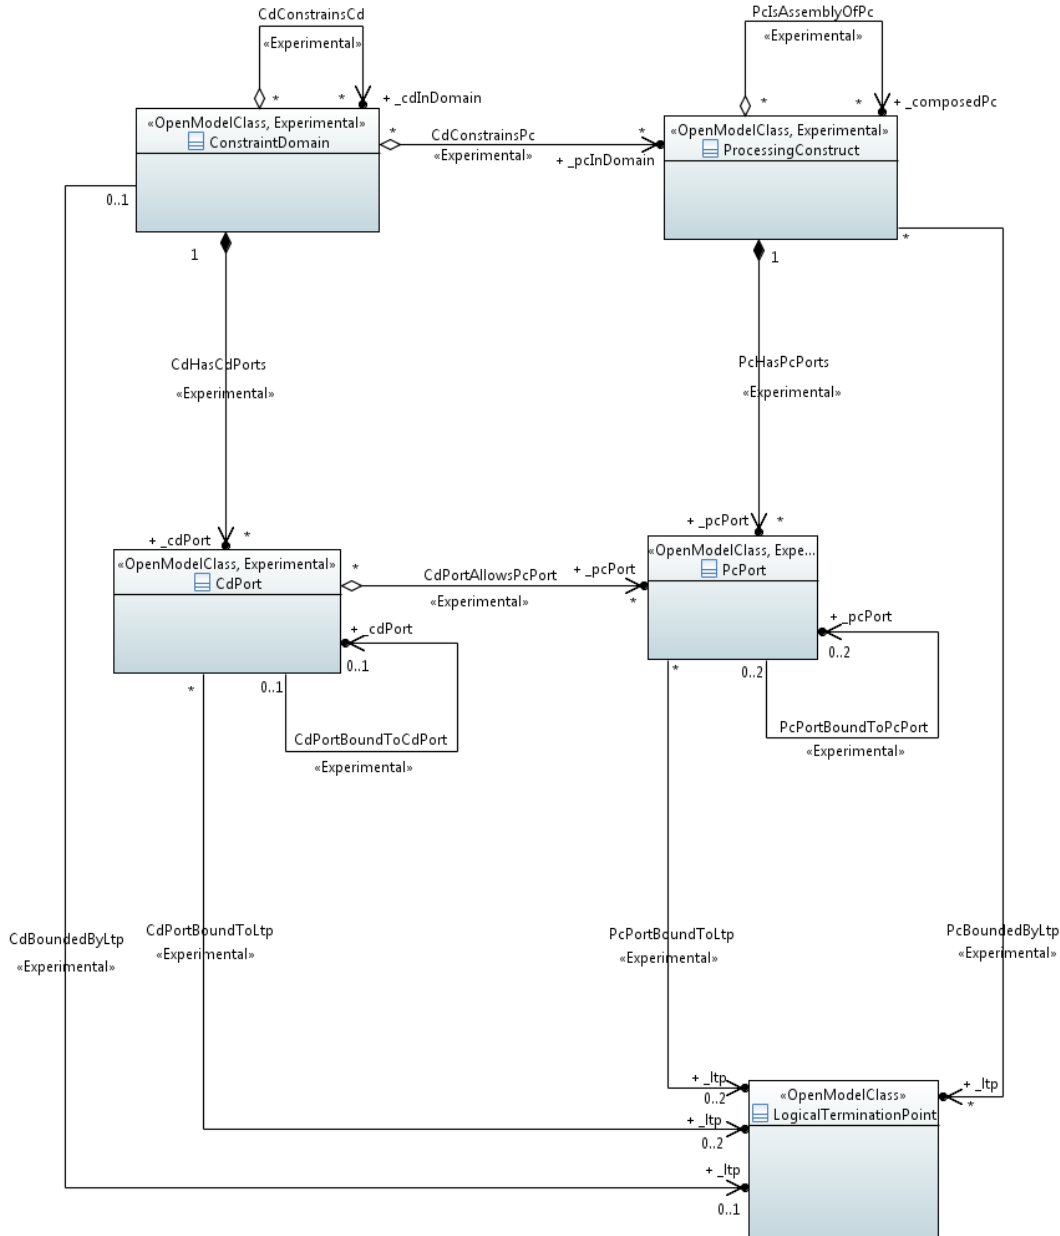 CdConstrainsCd
«Experimental»
*
*
+ _cdInDomain
PcIsAssemblyOfPc
«Experimental»
*
*
+ _composedPc
«OpenModelClass, Experimental»
ConstraintDomain
*
CdConstrainsPc
«Experimental»
*
+ _pcInDomain
«OpenModelClass, Experimental»
ProcessingConstruct
0..1
1
*
1
CdHasCdPorts
«Experimental»
PcHasPcPorts
«Experimental»
+ _cdPort
*
+ _pcPort
*
«OpenModelClass, Experimental»
CdPort
*
CdPortAllowsPcPort
«Experimental»
+ _pcPort
*
«OpenModelClass, Expe...
PcPort
+ _cdPort
0..1
+ _pcPort
0..2
*
0..1
CdPortBoundToCdPort
«Experimental»
*
0..2
PcPortBoundToPcPort
«Experimental»
CdBoundedByLtp
«Experimental»
CdPortBoundToLtp
«Experimental»
PcPortBoundToLtp
«Experimental»
PcBoundedByLtp
«Experimental»
+ _ltp
0..2
+ _ltp
*
«OpenModelClass»
LogicalTerminationPoint
+ _ltp
0..2
+ _ltp
0..1